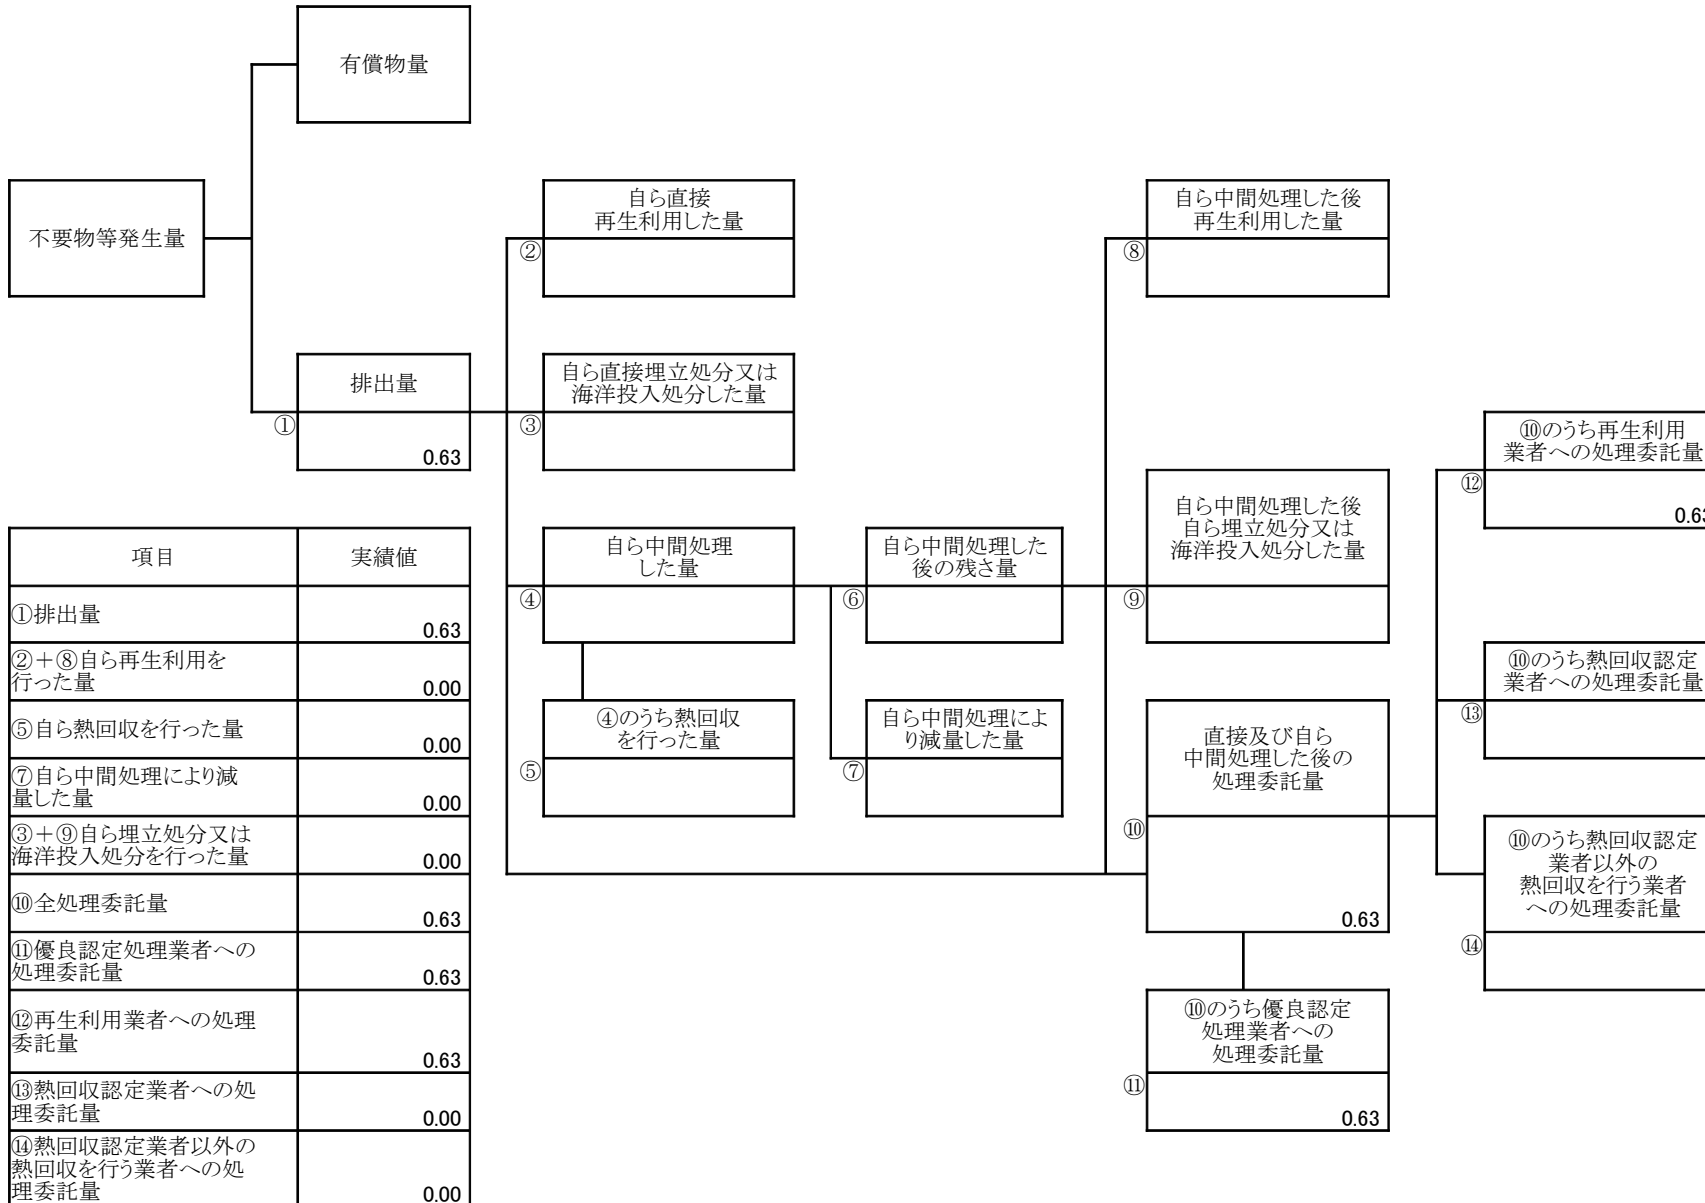 有償物量
不要物等発生量
自ら直接
再生利用した量
②
自ら中間処理した後
再生利用した量
⑧
排出量
①
0.63
自ら直接埋立処分又は
海洋投入処分した量
③
⑩のうち再生利用
業者への処理委託量
⑫
0.63
自ら中間処理した後
自ら埋立処分又は
海洋投入処分した量
⑨
自ら中間処理
した量
④
自ら中間処理した
後の残さ量
⑥
⑩のうち熱回収認定
業者への処理委託量
⑬
④のうち熱回収
を行った量
⑤
自ら中間処理によ
り減量した量
⑦
直接及び自ら
中間処理した後の
処理委託量
⑩
0.63
⑩のうち熱回収認定
業者以外の
熱回収を行う業者
への処理委託量
⑭
⑩のうち優良認定
処理業者への
処理委託量
⑪
0.63
項目 実績値
①排出量 0.63
②+⑧自ら再生利用を
行った量 0.00
⑤自ら熱回収を行った量 0.00
⑦自ら中間処理により減
量した量 0.00
③+⑨自ら埋立処分又は
海洋投入処分を行った量 0.00
⑩全処理委託量 0.63
⑪優良認定処理業者への
処理委託量 0.63
⑫再生利用業者への処理
委託量 0.63
⑬熱回収認定業者への処
理委託量 0.00
⑭熱回収認定業者以外の
熱回収を行う業者への処
理委託量 0.00